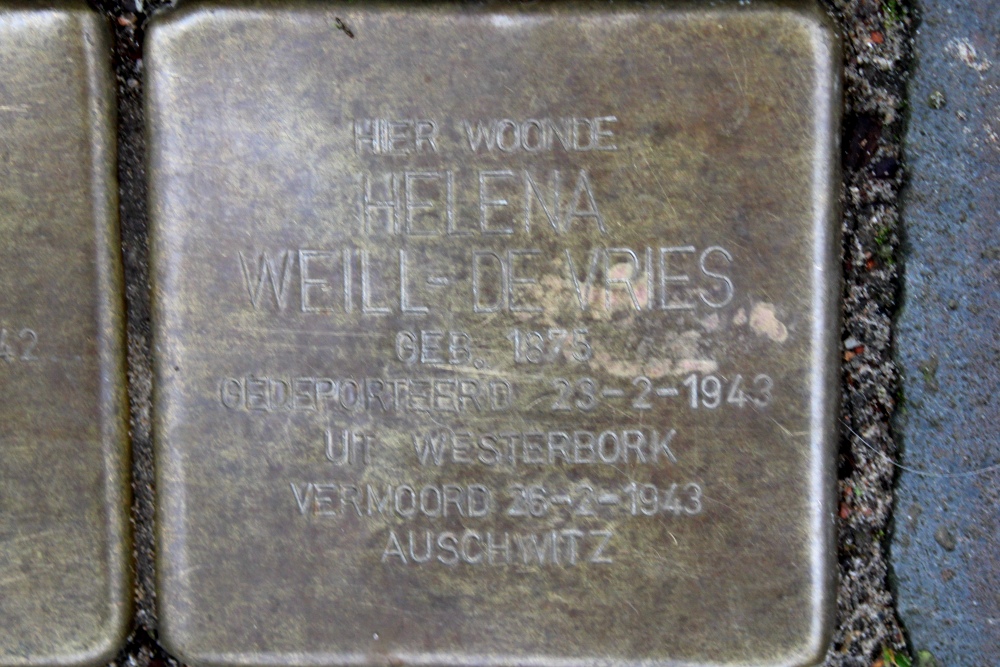 HIER WOONDE
HELENA
WEILL-DE VRIES
GEB. 1875
GEDEPORTEERD 23-2-1943
UIT WESTERBORK
VERMOORD 26-2-1943
AUSCHWITZ
42